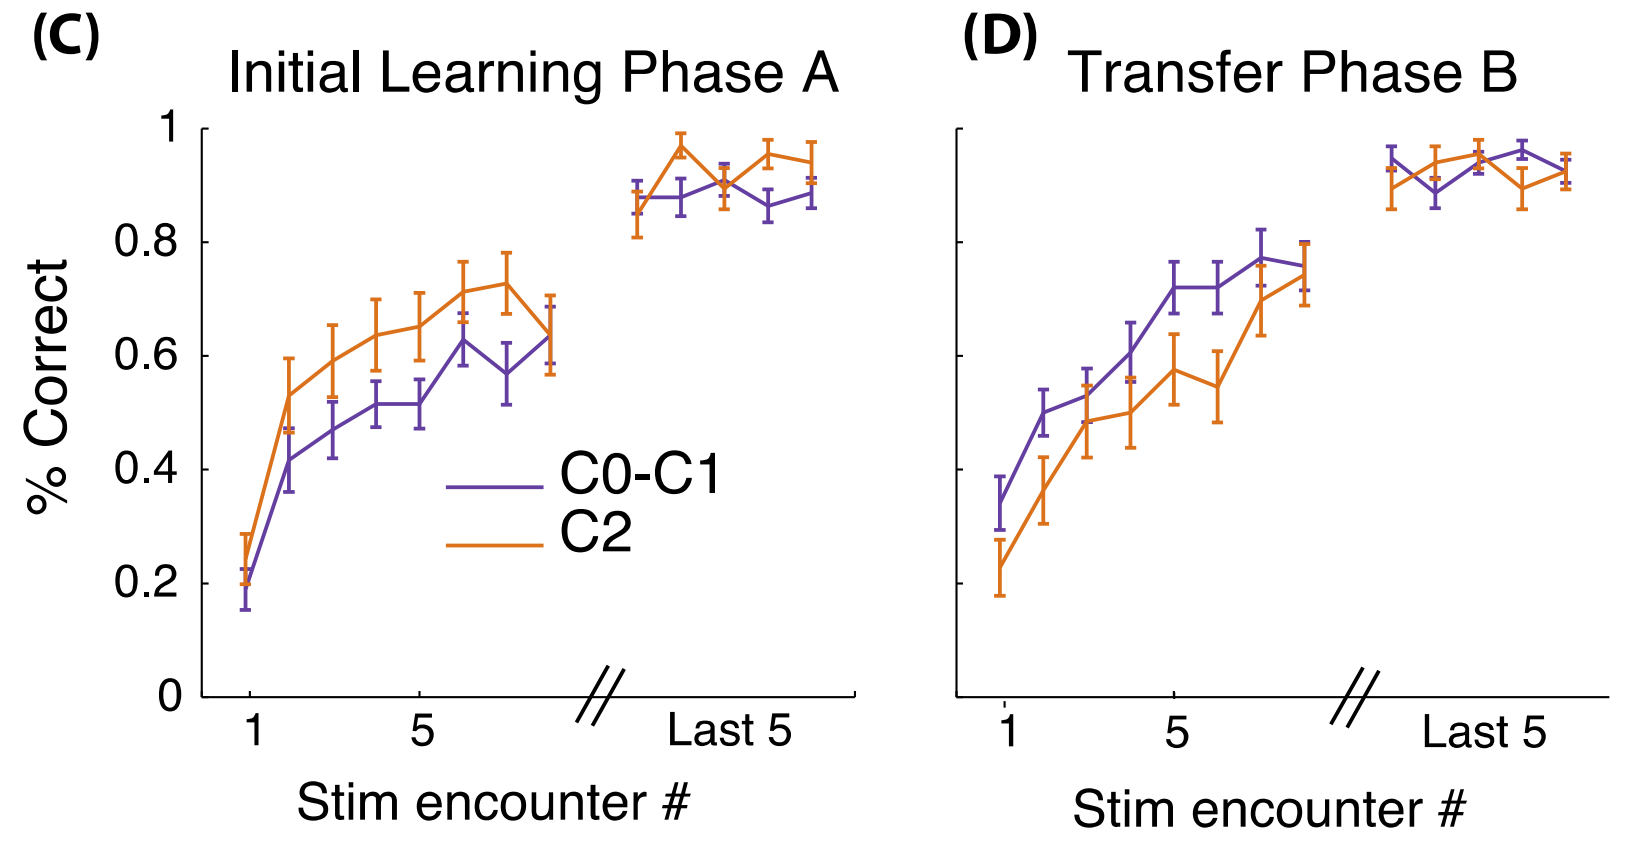 (C)
Initial Learning Phase A
% Correct
1
0.8
0.6
0.4
0.2
0
C0-C1
C2
1 5 Last 5
Stim encounter #
(D)
Transfer Phase B
1 5 Last 5
Stim encounter #